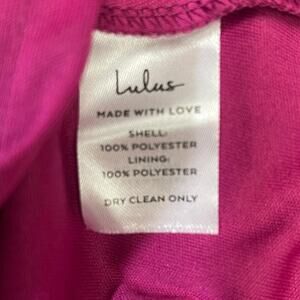 Lulus
MADE WITH LOVE
SHELL:
100% POLYESTER
LINING:
100% POLYESTER
DRY CLEAN ONLY